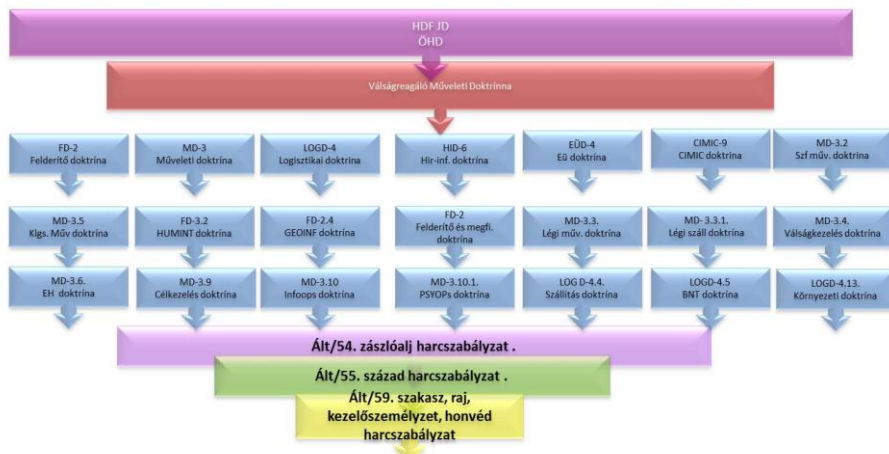 HDF JD
ÖHD
Válságreagáló Műveleti Doktrínna
FD-2
Felderítő doktrína
MD-3
Műveleti doktrína
LOGD-4
Logisztikai doktrina
HID-6
Hir-inf. doktrina
EÜD-4
Eü doktrína
CIMIC-9
CIMIC doktrina
MD-3.2
Szf műv. doktrina
MD-3.5
Klgs. Műv doktrína
FD-3.2
HUMINT doktrína
FD-2.4
GEOINF doktrína
FD-2
Felderítő és megfi.
doktrína
MD-3.3.
Légi műv. doktrína
MD- 3.3.1.
Légi száll doktrína
MD-3.4.
Válságkezelés doktrína
MD-3.6.
EH doktrína
MD-3.9
Célkezelés doktrína
MD-3.10
Infoops doktrína
MD-3.10.1.
PSYOPs doktrína
LOG D-4.4.
Szállítás doktrína
LOGD-4.5
BNT doktrína
LOGD-4.13.
Környezeti doktrína
Ált/54. zászlóalj harcszabályzat .
Ált/55. század harcszabályzat .
Ált/59. szakasz, raj,
kezelőszemélyzet, honvéd
harcszabályzat